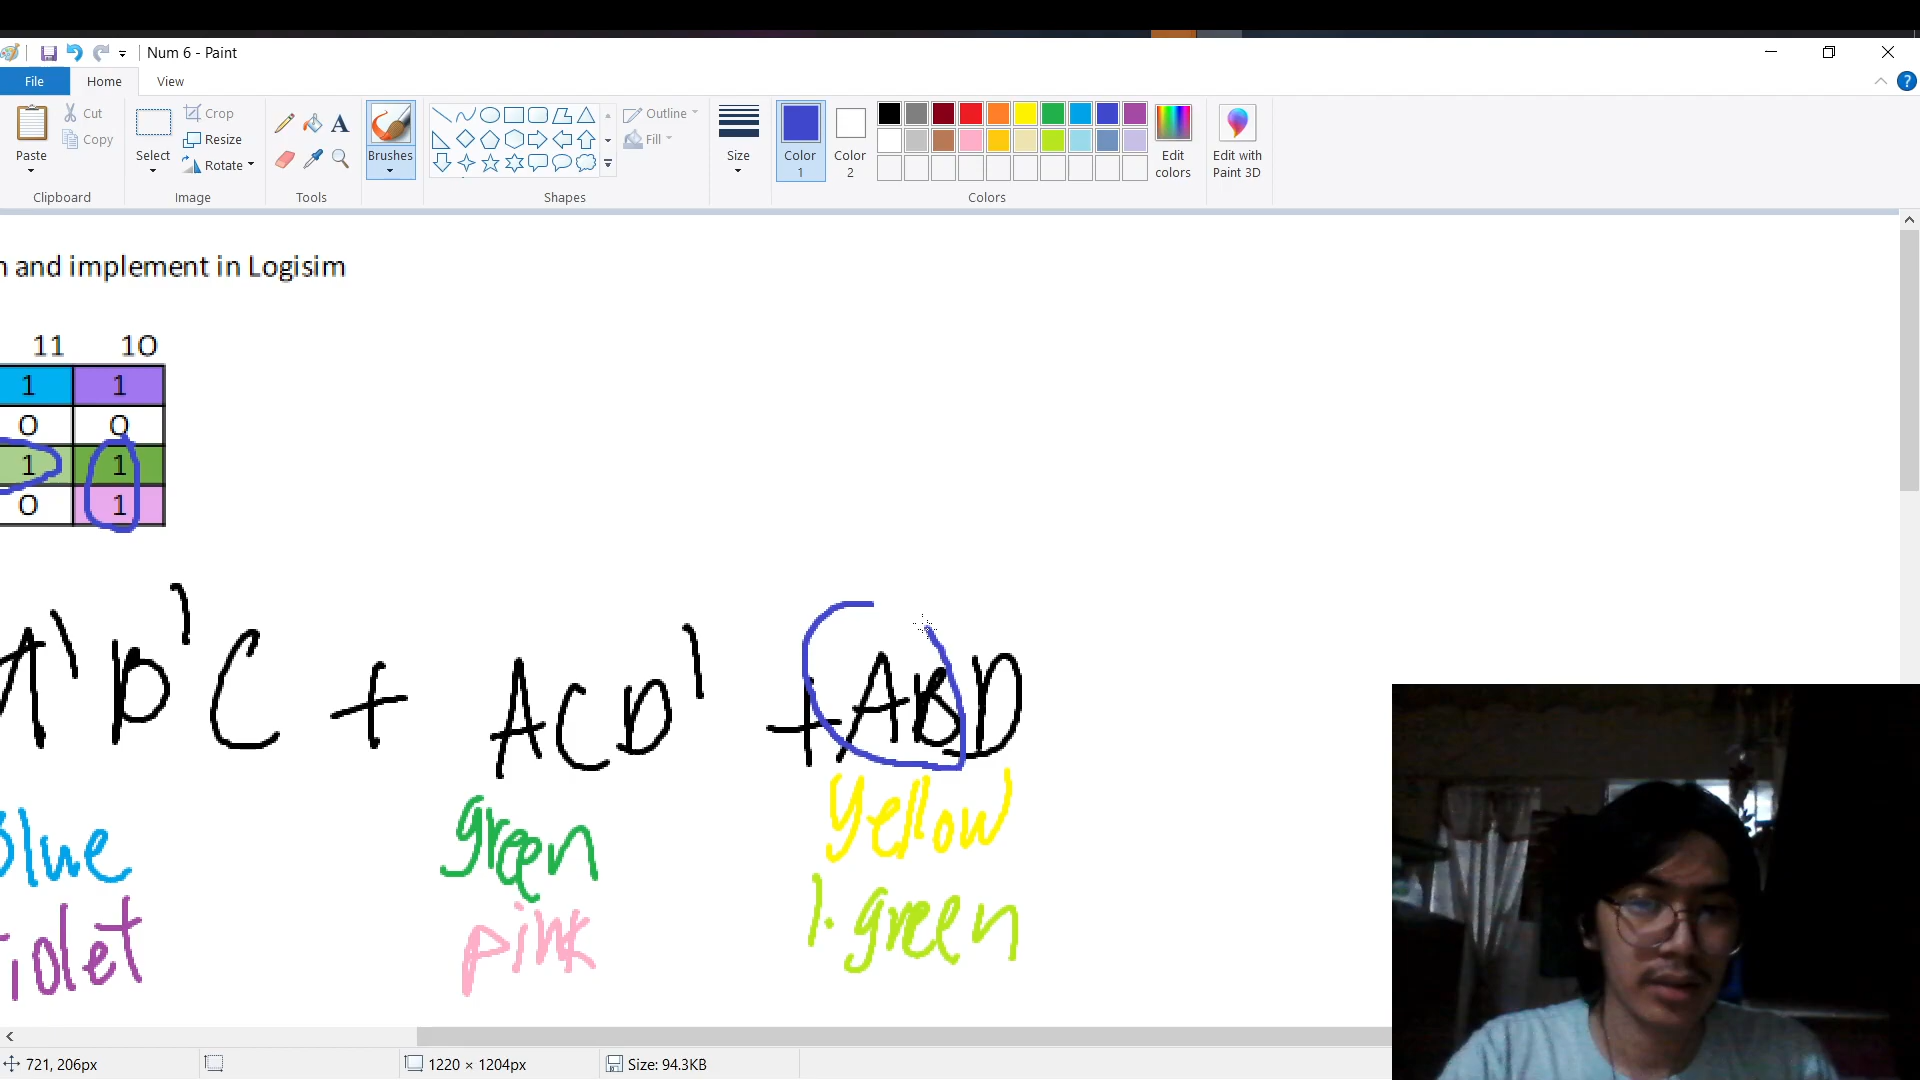 Num 6 - Paint
File Home View
Paste Cut Copy Select Crop Resize Rotate A Brushes Outline Fill Size Color 1 Color 2 Edit colors Edit with Paint 3D ?
Clipboard Image Tools Shapes Colors
n and implement in Logisim
11 10
1 1
0 0
1 1
0 1
A'B'C + ACD' + ABD
Blue green yellow
violet pink l. green
721, 206px 1220 × 1204px Size: 94.3KB